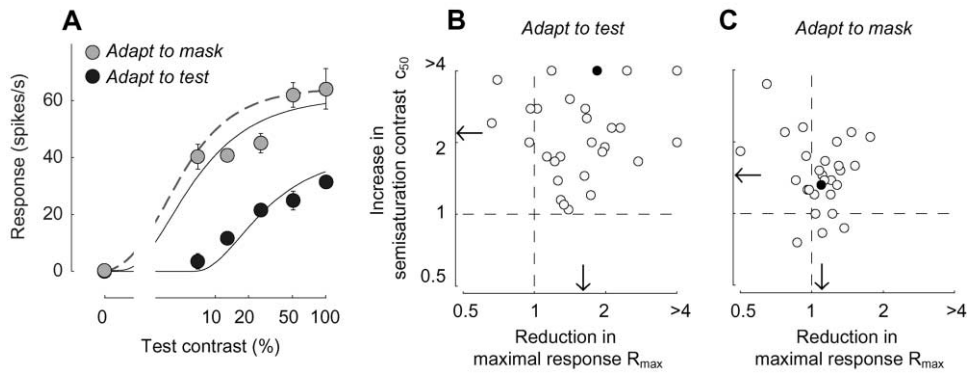 A
Adapt to mask
Adapt to test
Response (spikes/s)
60
40
20
0
0
10
20
50
100
Test contrast (%)
B
Adapt to test
Increase in
semisaturation contrast c50
>4
2
1
0.5
0.5
1
2
>4
Reduction in
maximal response Rmax
C
Adapt to mask
0.5
1
2
>4
Reduction in
maximal response Rmax